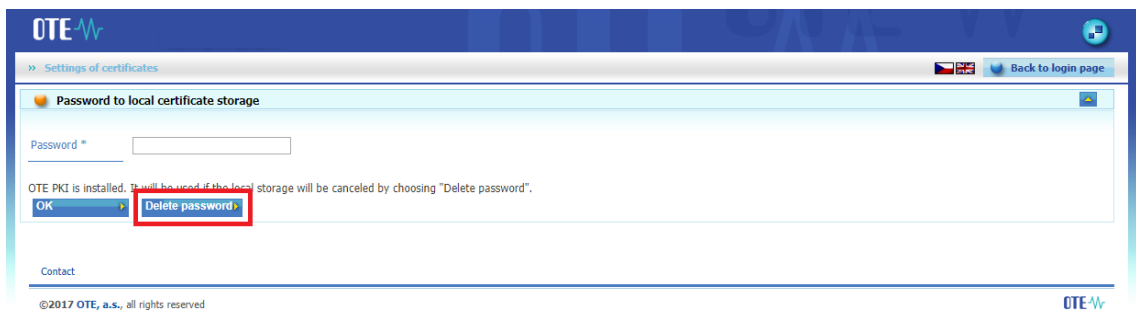 OTE
» Settings of certificates
Back to login page
Password to local certificate storage
Password *
OTE PKI is installed. It will be used if the local storage will be canceled by choosing "Delete password".
OK
Delete password
Contact
©2017 OTE, a.s., all rights reserved
OTE